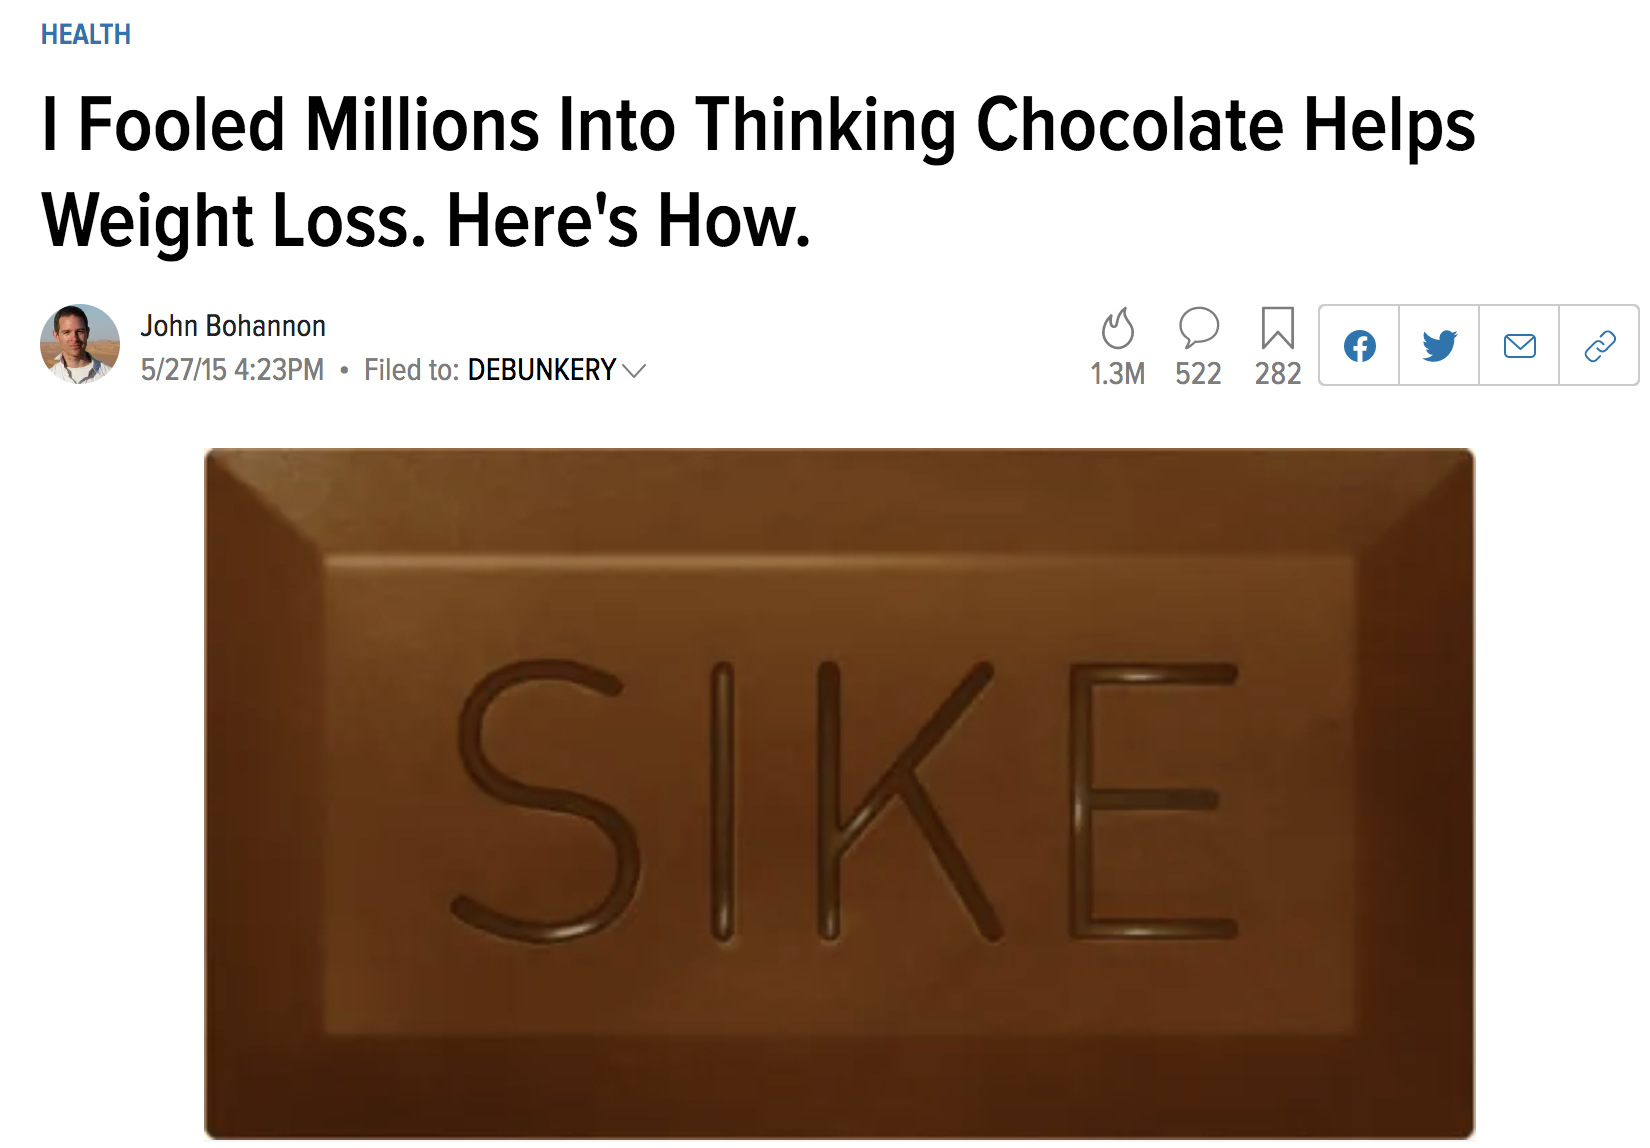 HEALTH
I Fooled Millions Into Thinking Chocolate Helps
Weight Loss. Here's How.
John Bohannon
5/27/15 4:23PM • Filed to: DEBUNKERY
1.3M 522 282
SIKE